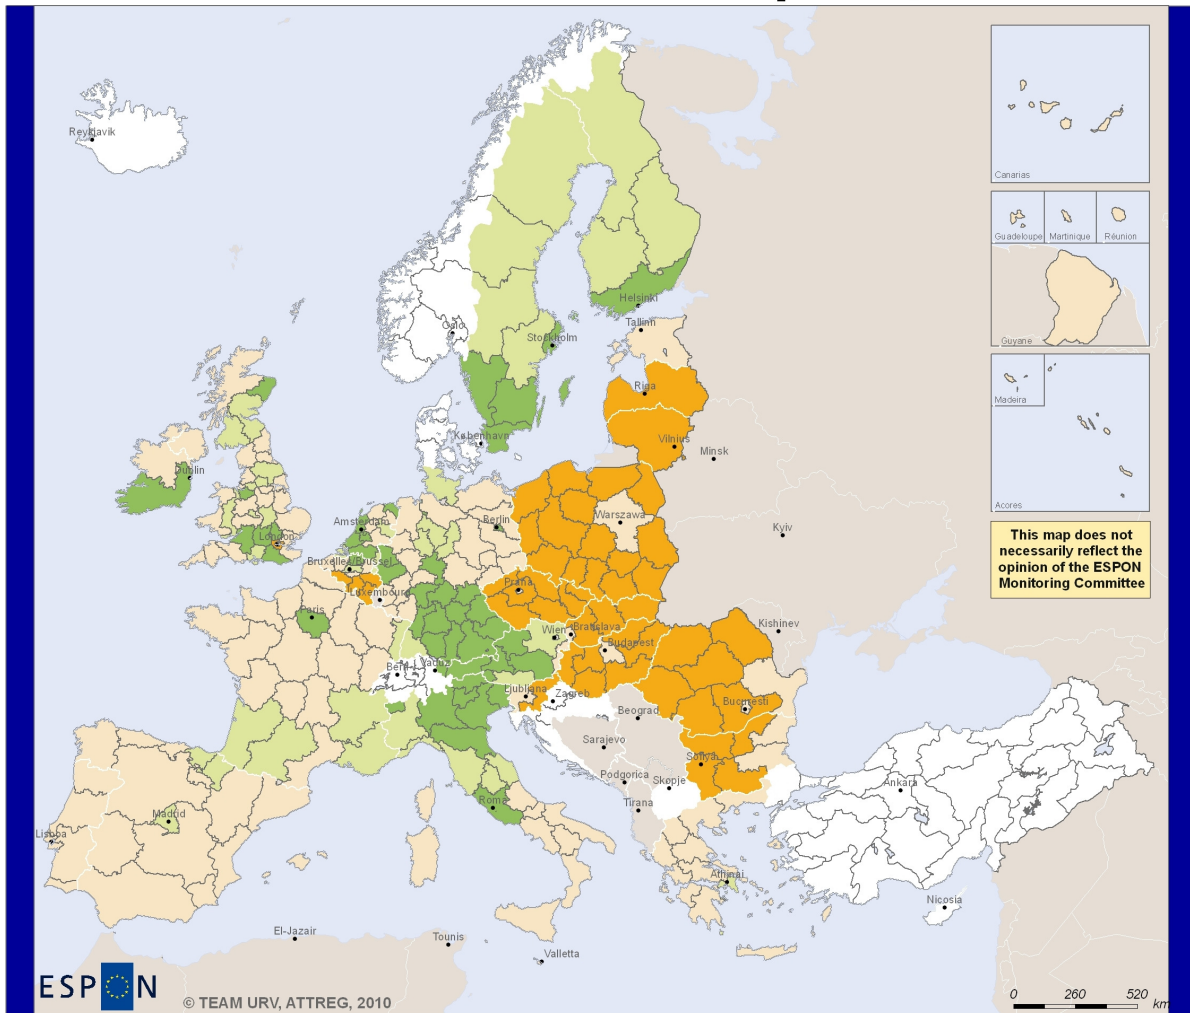 Reykjavik
Canarias
Guadeloupe
Martinique
Réunion
Guyane
Madeira
Acores
This map does not
necessarily reflect the
opinion of the ESPON
Monitoring Committee
Oslo
Helsinki
Tallinn
Stockholm
Riga
København
Vilnius
Minsk
Dublin
Amsterdam
Berlin
Warszawa
London
Kyiv
Bruxelles/Brussel
Praha
Luxembourg
Paris
Wien
Bratislava
Kishinev
Budapest
Bern
Vaduz
Ljubljana
Zagreb
Bucuresti
Beograd
Sarajevo
Sofiya
Podgorica
Skopje
Ankara
Roma
Tirana
Madrid
Lisboa
Athinai
Nicosia
El-Jazair
Tounis
Valletta
ESPON
© TEAM URV, ATTREG, 2010
0 260 520
km